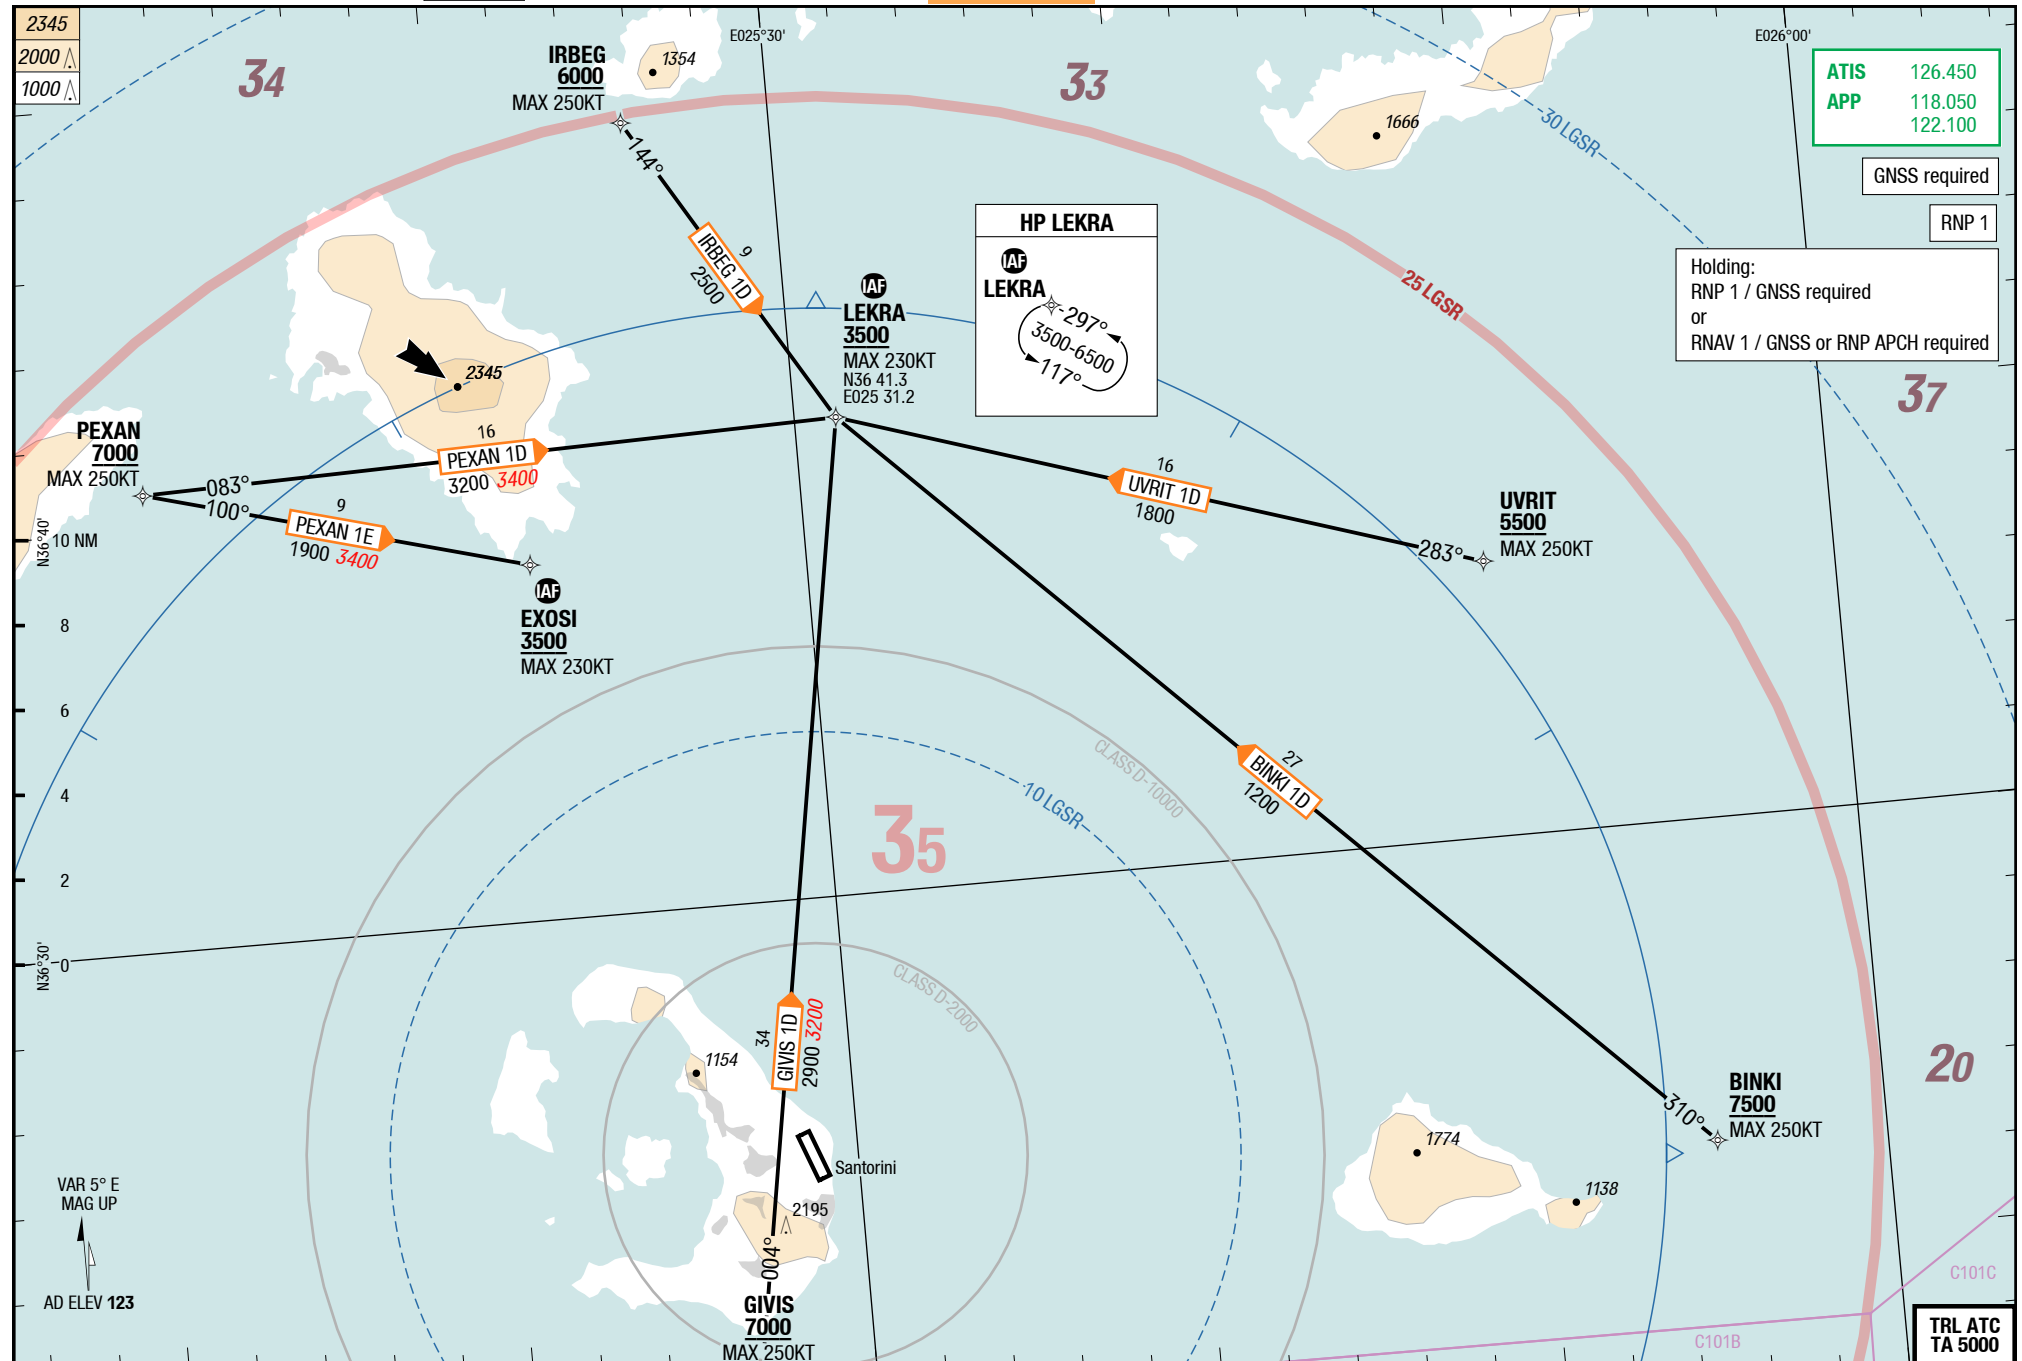 2345
2000
1000
34
IRBEG
6000
MAX 250KT
1354
E025°30'
33
1666
30 LGSR
E026°00'
ATIS 126.450
APP 118.050
122.100
GNSS required
RNP 1
Holding:
RNP 1 / GNSS required
or
RNAV 1 / GNSS or RNP APCH required
144°
9
IRBEG 1D
2500
HP LEKRA
IAF
LEKRA
297°
3500-6500
117°
25 LGSR
37
IAF
LEKRA
3500
MAX 230KT
N36 41.3
E025 31.2
2345
PEXAN
7000
MAX 250KT
083°
100°
16
PEXAN 1D
3200 3400
9
PEXAN 1E
1900 3400
16
UVRIT 1D
1800
283°
UVRIT
5500
MAX 250KT
N36°40'
10 NM
8
6
4
2
0
N36°30'
IAF
EXOSI
3500
MAX 230KT
CLASS D-10000
10 LGSR
35
27
BINKI 1D
1200
310°
BINKI
7500
MAX 250KT
20
CLASS D-2000
34
GIVIS 1D
2900 3200
1154
Santorini
2195
004°
GIVIS
7000
MAX 250KT
1774
1138
VAR 5° E
MAG UP
AD ELEV 123
C101C
C101B
TRL ATC
TA 5000